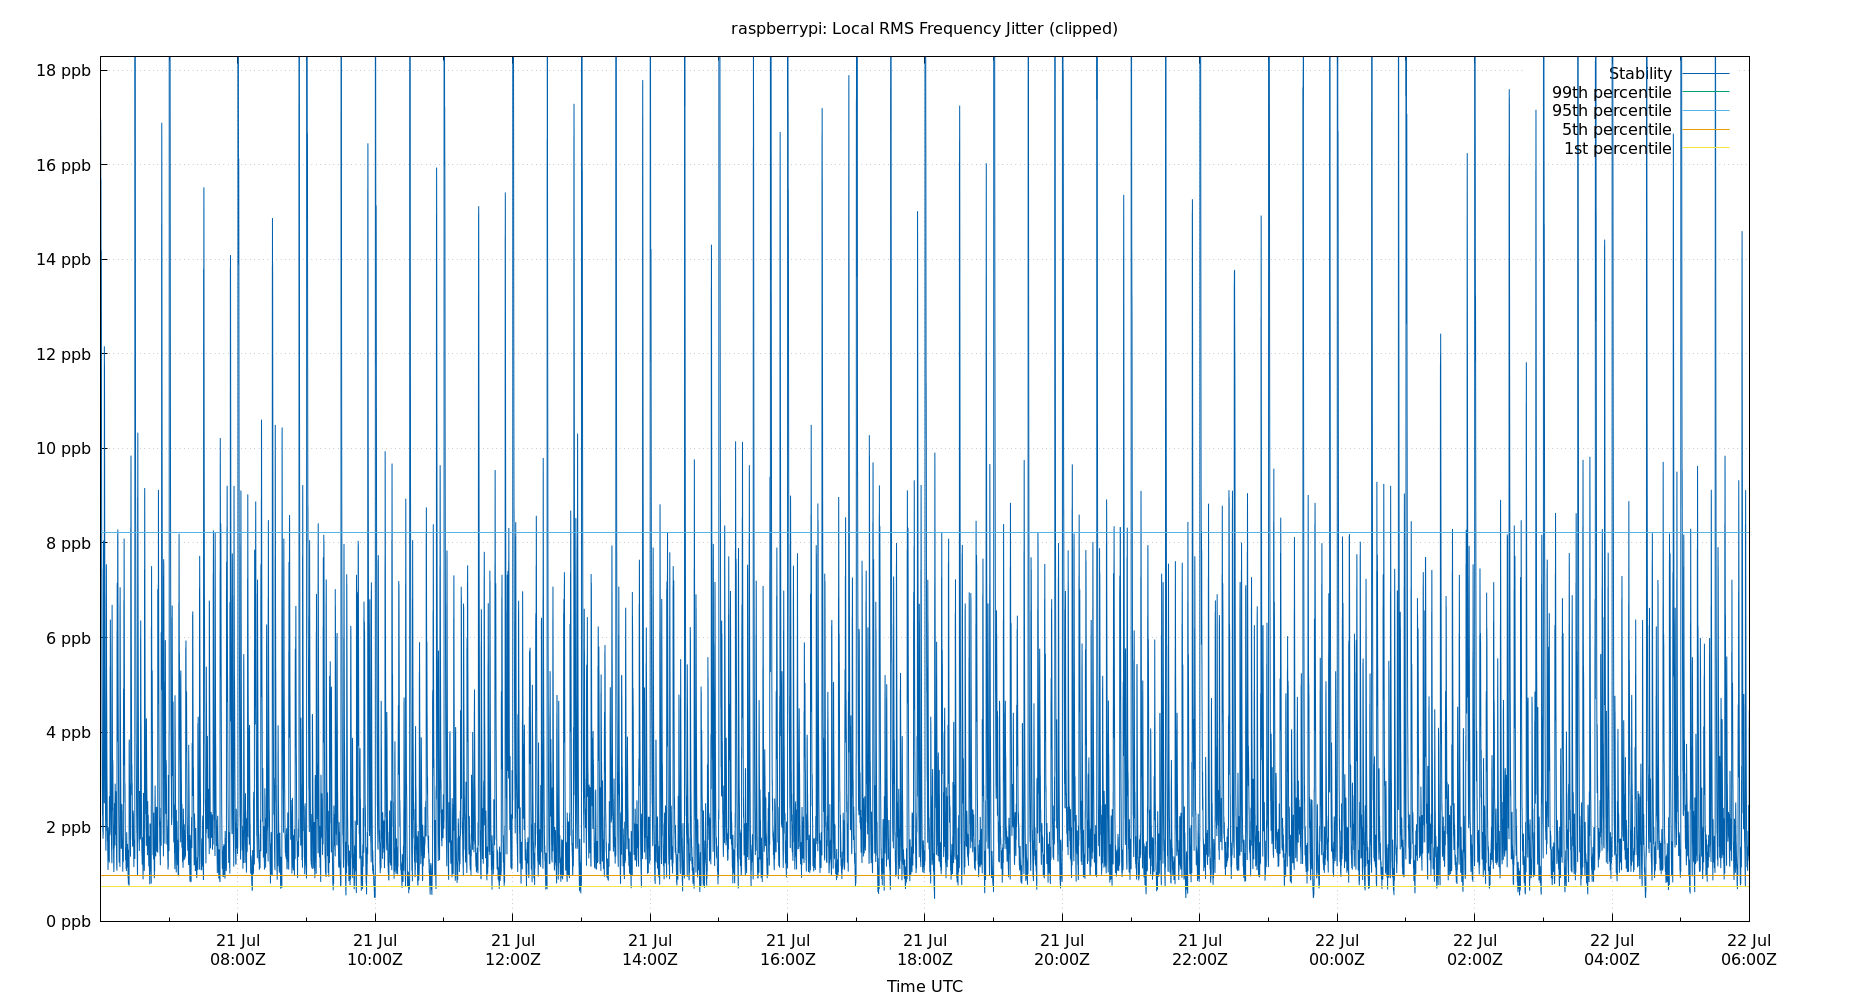 raspberrypi: Local RMS Frequency Jitter (clipped)
18 ppb
16 ppb
14 ppb
12 ppb
10 ppb
8 ppb
6 ppb
4 ppb
2 ppb
0 ppb
Stability
99th percentile
95th percentile
5th percentile
1st percentile
21 Jul 21 Jul 21 Jul 21 Jul 21 Jul 21 Jul 21 Jul 21 Jul 22 Jul 22 Jul 22 Jul 22 Jul
08:00Z 10:00Z 12:00Z 14:00Z 16:00Z 18:00Z 20:00Z 22:00Z 00:00Z 02:00Z 04:00Z 06:00Z
Time UTC